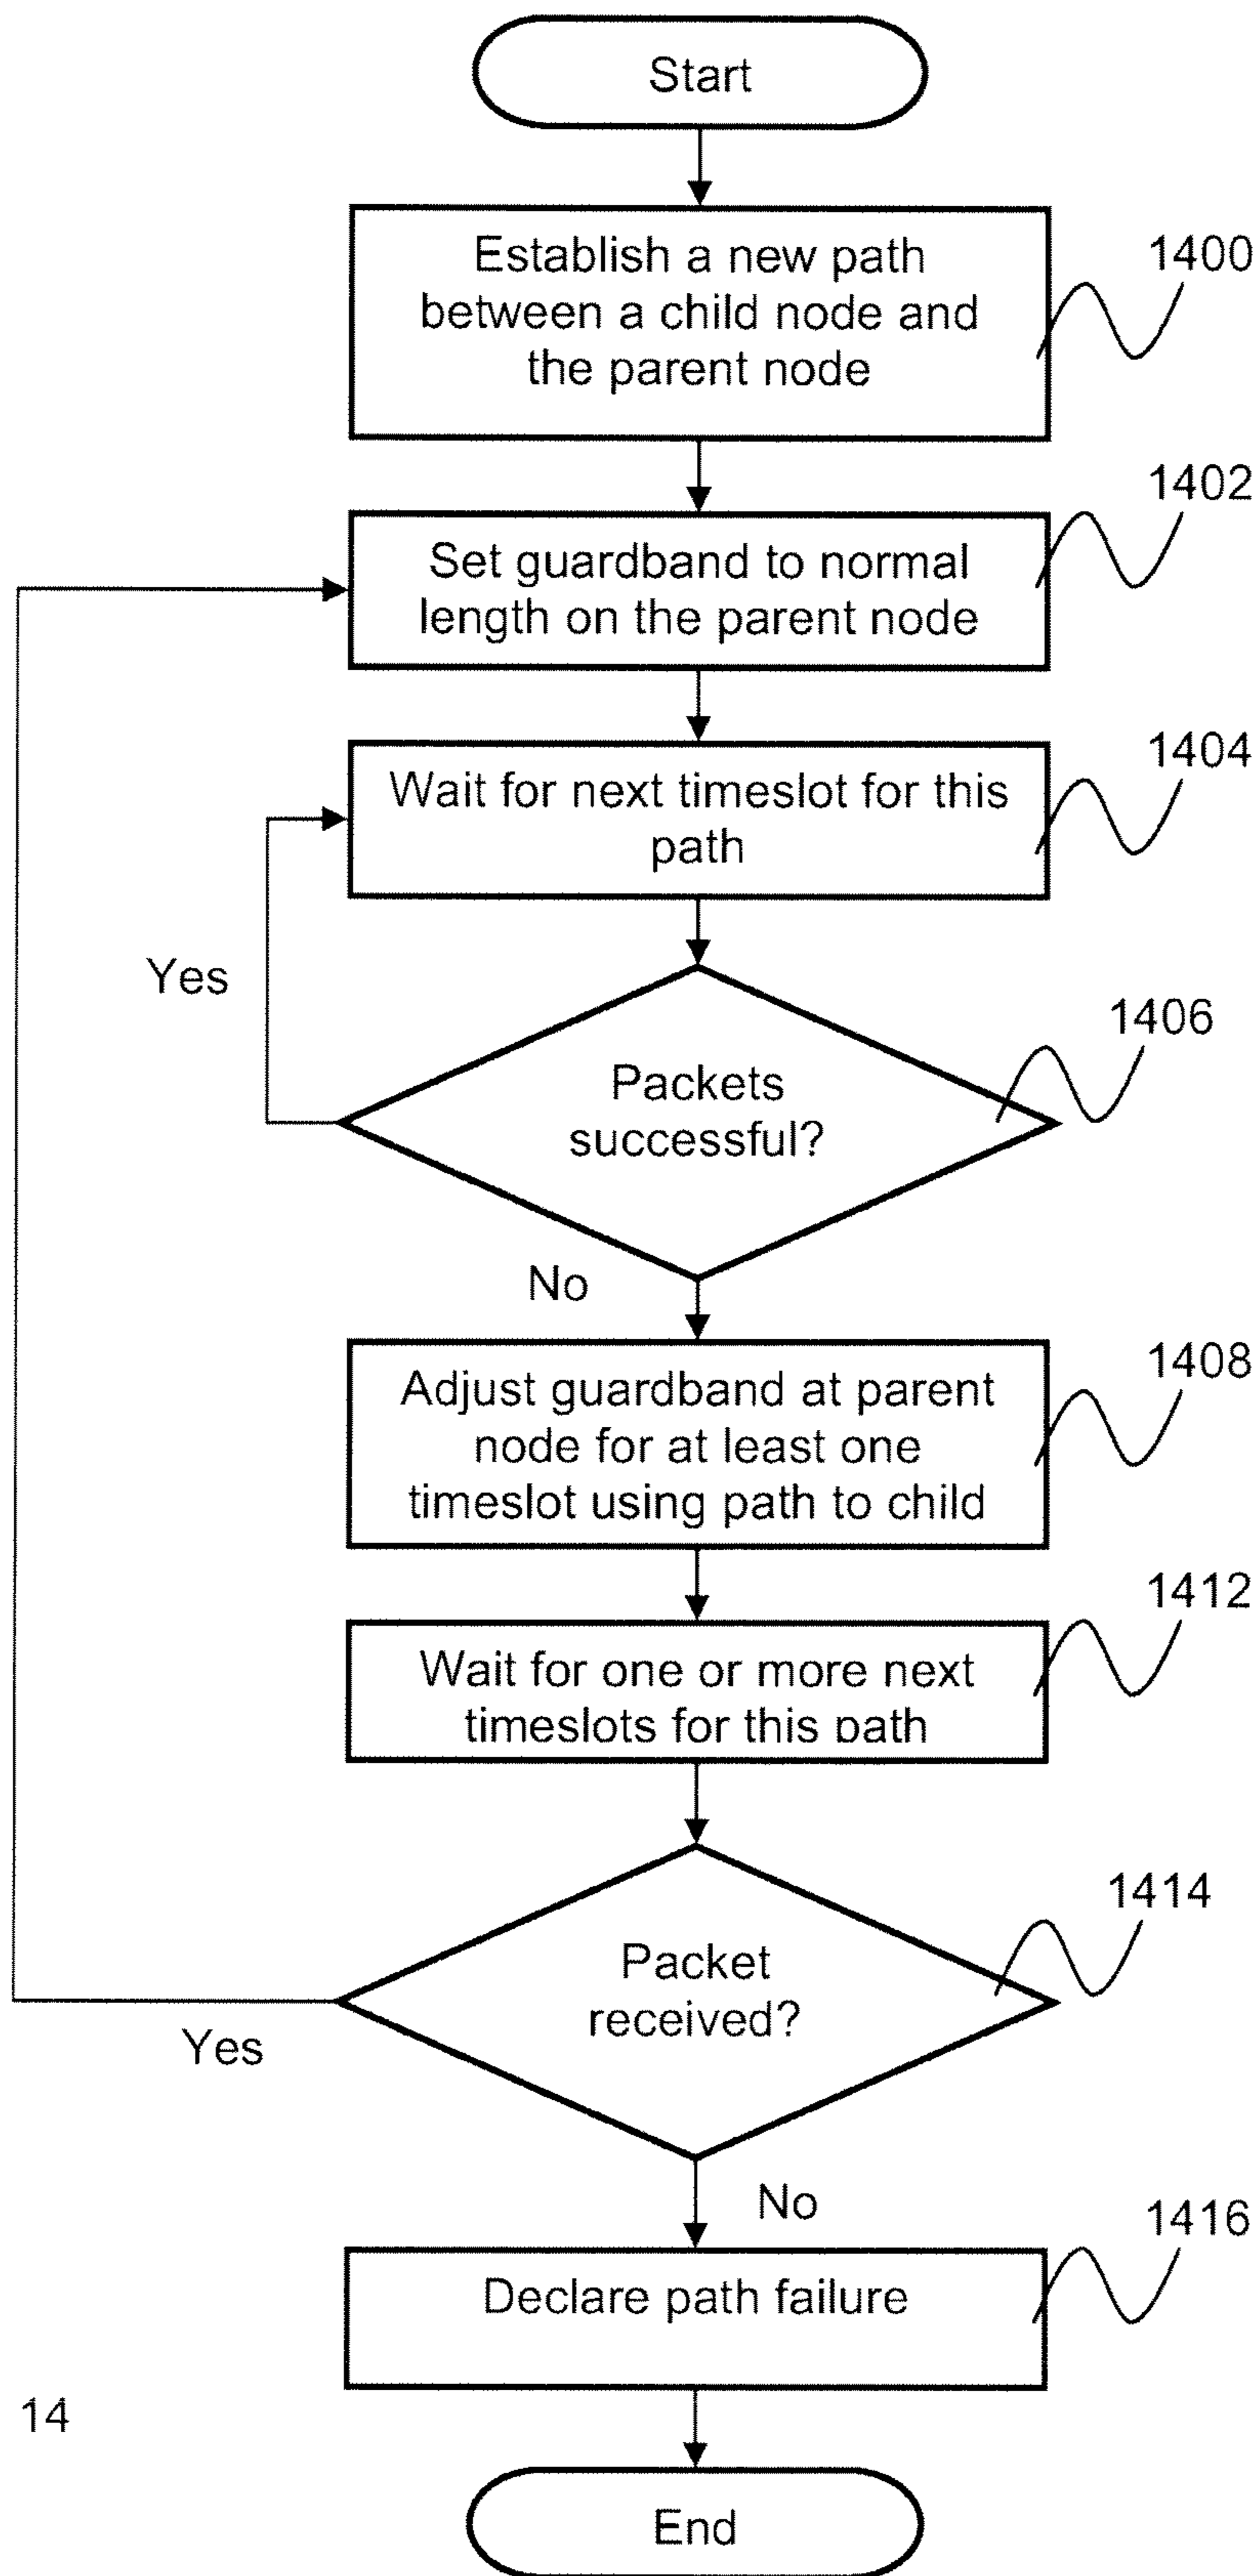 Start
Establish a new path
between a child node and
the parent node
1400
Set guardband to normal
length on the parent node
1402
Wait for next timeslot for this
path
1404
Yes
Packets
successful?
1406
No
Adjust guardband at parent
node for at least one
timeslot using path to child
1408
Wait for one or more next
timeslots for this path
1412
Packet
received?
1414
Yes
No
Declare path failure
1416
14
End